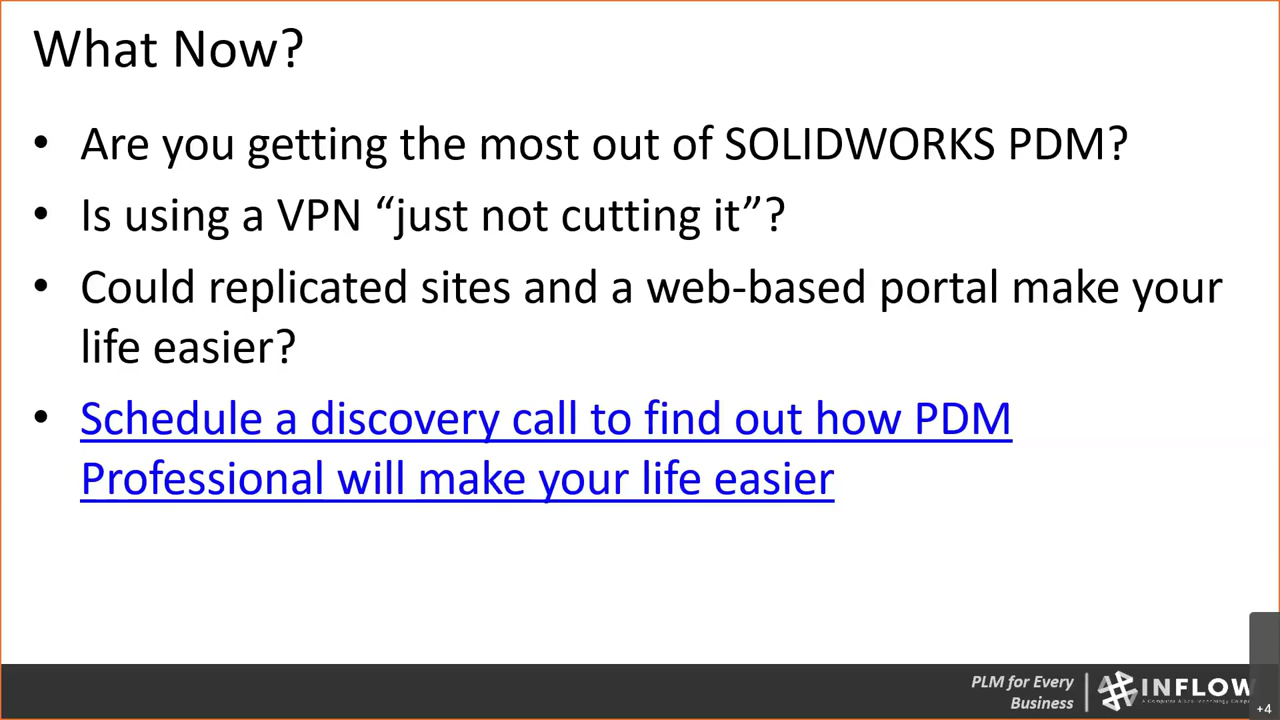 What Now?
• Are you getting the most out of SOLIDWORKS PDM?
• Is using a VPN “just not cutting it”?
• Could replicated sites and a web-based portal make your
life easier?
• Schedule a discovery call to find out how PDM
Professional will make your life easier
PLM for Every
Business
INFLOW
+4